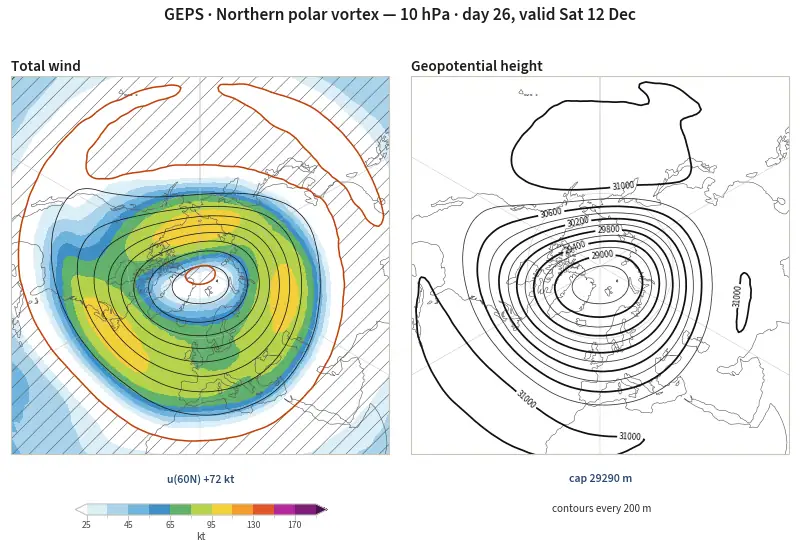 GEPS · Northern polar vortex — 10 hPa · day 26, valid Sat 12 Dec
Total wind
Geopotential height
31000
30600
30200
29800
29400
29000
31000
31000
31000
u(60N) +72 kt
cap 29290 m
contours every 200 m
25 45 65 95 130 170
kt